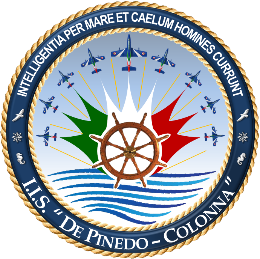 INTELLIGENTIA PER MARE ET CAELUM HOMINES CURRUNT
I.I.S. "DE PINEDO - COLONNA"